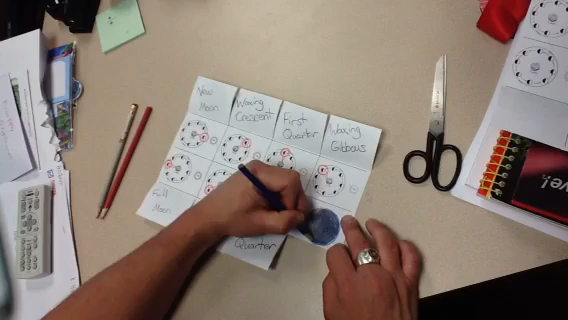 New
Moon
Waxing
Crescent
First
Quarter
Waxing
Gibbous
Full
Moon
Quarter